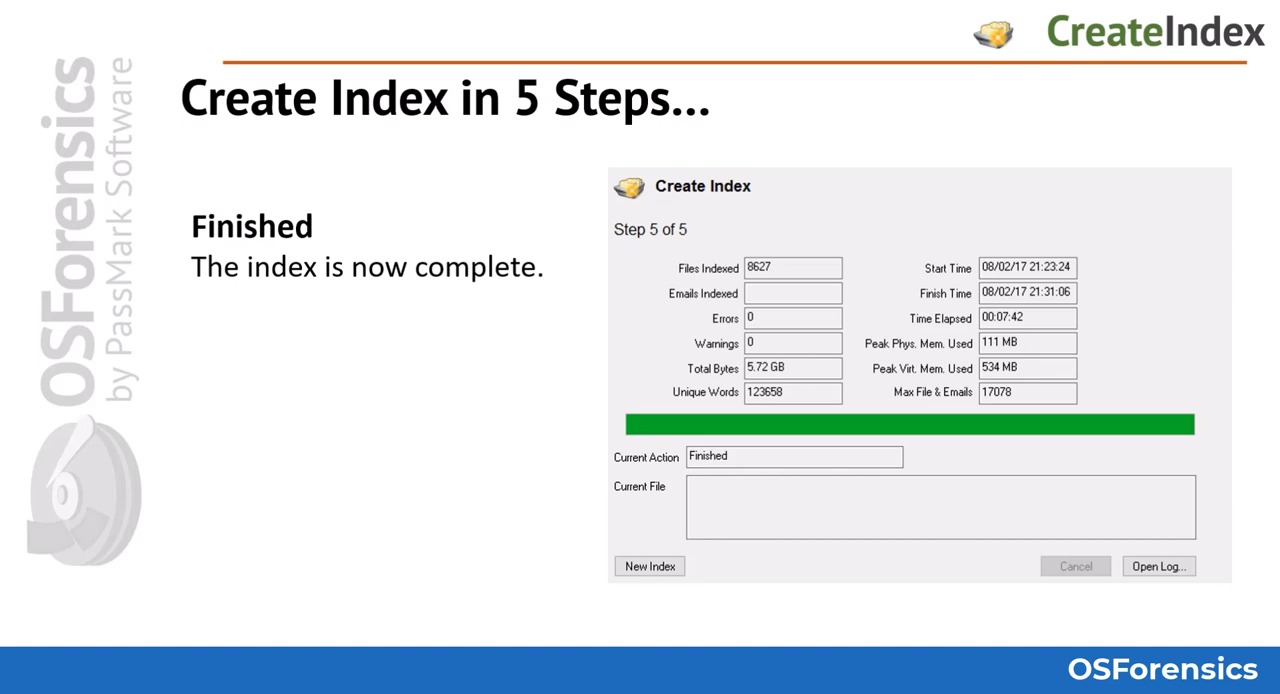 CreateIndex
Create Index in 5 Steps...
OSForensics
by PassMark Software
Finished
The index is now complete.
Create Index
Step 5 of 5
Files Indexed 8627
Emails Indexed
Errors 0
Warnings 0
Total Bytes 5.72 GB
Unique Words 123658
Start Time 08/02/17 21:23:24
Finish Time 08/02/17 21:31:06
Time Elapsed 00:07:42
Peak Phys. Mem. Used 111 MB
Peak Virt. Mem. Used 534 MB
Max File & Emails 17078
Current Action Finished
Current File
New Index
Cancel
Open Log...
OSForensics